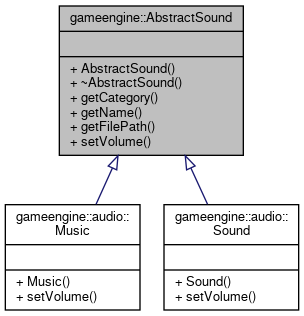 gameengine::AbstractSound
+ AbstractSound()
+ ~AbstractSound()
+ getCategory()
+ getName()
+ getFilePath()
+ setVolume()
gameengine::audio::
Music
+ Music()
+ setVolume()
gameengine::audio::
Sound
+ Sound()
+ setVolume()